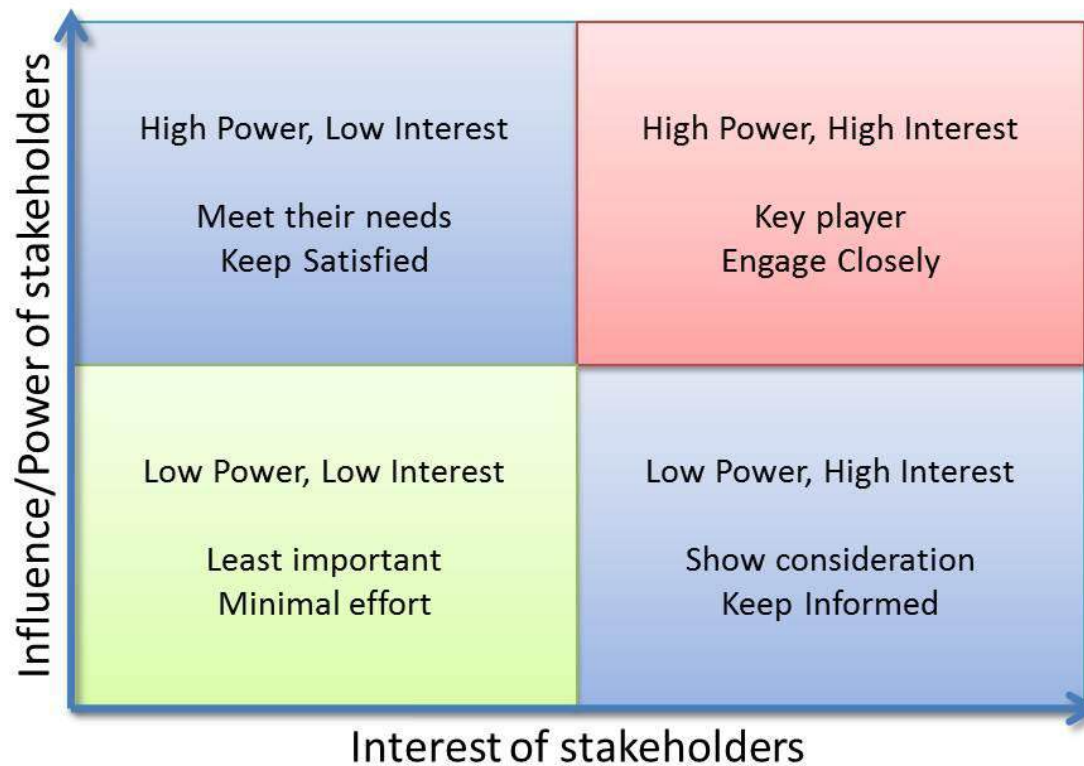 Influence/Power of stakeholders
High Power, Low Interest
Meet their needs
Keep Satisfied
High Power, High Interest
Key player
Engage Closely
Low Power, Low Interest
Least important
Minimal effort
Low Power, High Interest
Show consideration
Keep Informed
Interest of stakeholders